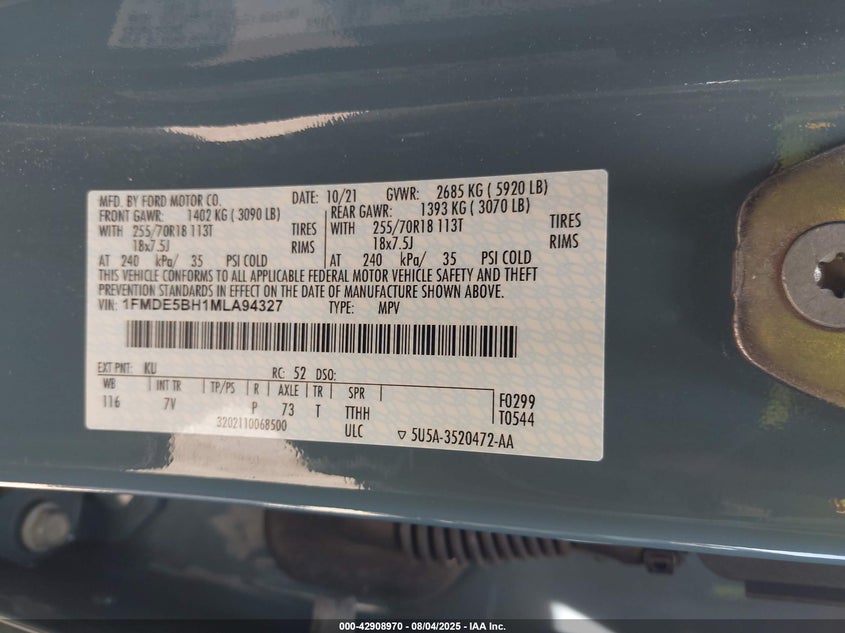 MFD. BY FORD MOTOR CO. DATE: 10/21 GVWR: 2685 KG ( 5920 LB)
FRONT GAWR: 1402 KG ( 3090 LB) REAR GAWR: 1393 KG ( 3070 LB)
WITH 255/70R18 113T TIRES WITH 255/70R18 113T TIRES
18x7.5J RIMS 18x7.5J RIMS
AT 240 kPa/ 35 PSI COLD AT 240 kPa/ 35 PSI COLD
THIS VEHICLE CONFORMS TO ALL APPLICABLE FEDERAL MOTOR VEHICLE SAFETY AND THEFT
PREVENTION STANDARDS IN EFFECT ON THE DATE OF MANUFACTURE SHOWN ABOVE.
VIN: 1FMDE5BH1MLA94327 TYPE: MPV
EXT PNT: KU RC: 52 DSO:
WB INT TR TP/PS R AXLE TR SPR F0299
116 7V P 73 T TTHH T0544
3202110068500 ULC ▽ 5U5A-3520472-AA
000-42908970 - 08/04/2025 - IAA Inc.